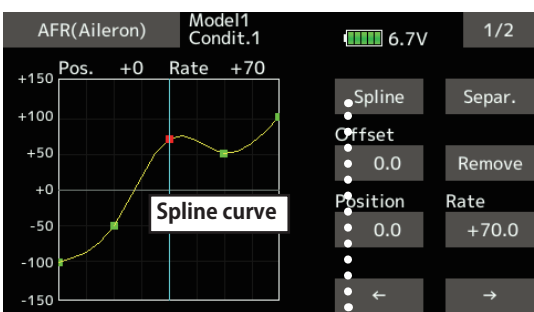 AFR(Aileron)
Model1
Condit.1
6.7V
1/2
Pos. +0 Rate +70
+150
+100
+50
+0
-50
-100
-150
Spline curve
Spline
Separ.
Offset
0.0
Remove
Position
Rate
0.0
+70.0
←
→